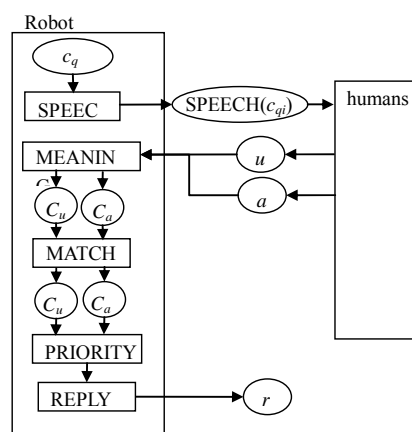 Robot
c_q
SPEEC
SPEECH(c_qi)
humans
MEANIN
u
a
C_u
C_a
MATCH
C_u
C_a
PRIORITY
REPLY
r